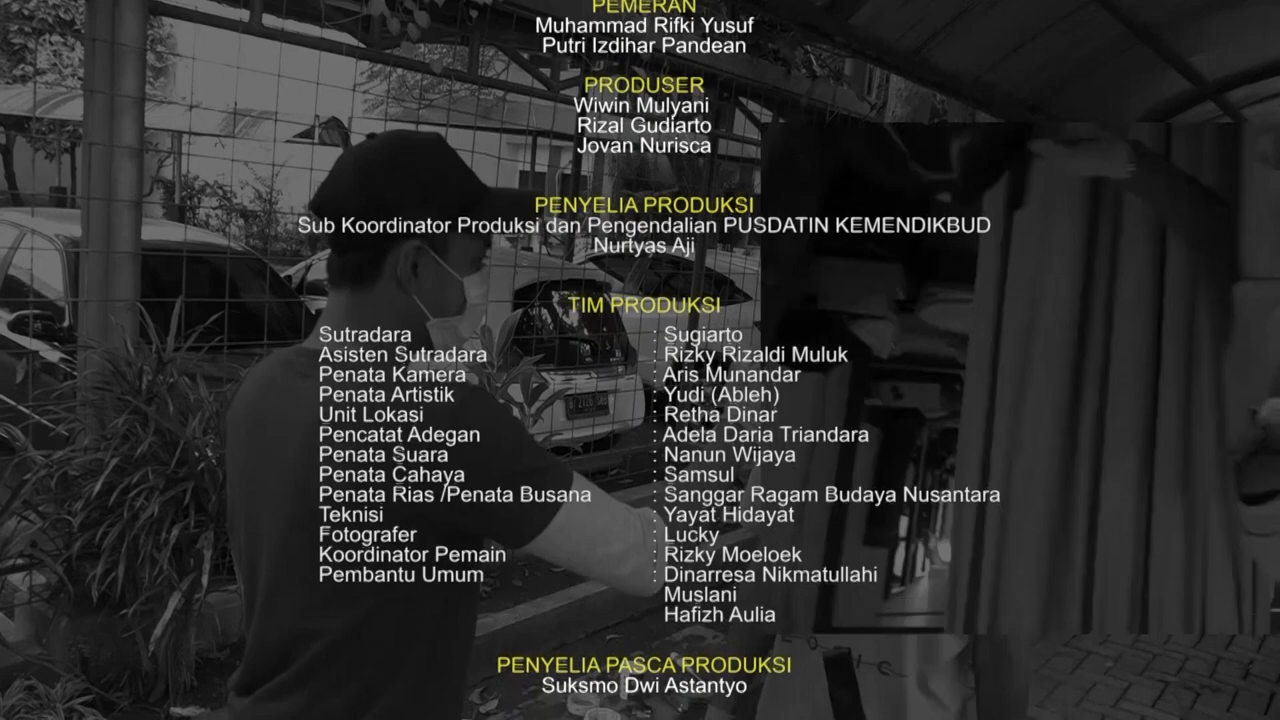 PEMERAN
Muhammad Rifki Yusuf
Putri Izdihar Pandean
PRODUSER
Wiwin Mulyani
Rizal Gudiarto
Jovan Nurisca
PENYELIA PRODUKSI
Sub Koordinator Produksi dan Pengendalian PUSDATIN KEMENDIKBUD
Nurtyas Aji
TIM PRODUKSI
Sutradara : Sugiarto
Asisten Sutradara : Rizky Rizaldi Muluk
Penata Kamera : Aris Munandar
Penata Artistik : Yudi (Ableh)
Unit Lokasi : Retha Dinar
Pencatat Adegan : Adela Daria Triandara
Penata Suara : Nanun Wijaya
Penata Cahaya : Samsul
Penata Rias /Penata Busana : Sanggar Ragam Budaya Nusantara
Teknisi : Yayat Hidayat
Fotografer : Lucky
Koordinator Pemain : Rizky Moeloek
Pembantu Umum : Dinarresa Nikmatullahi
Muslani
Hafizh Aulia
PENYELIA PASCA PRODUKSI
Suksmo Dwi Astantyo